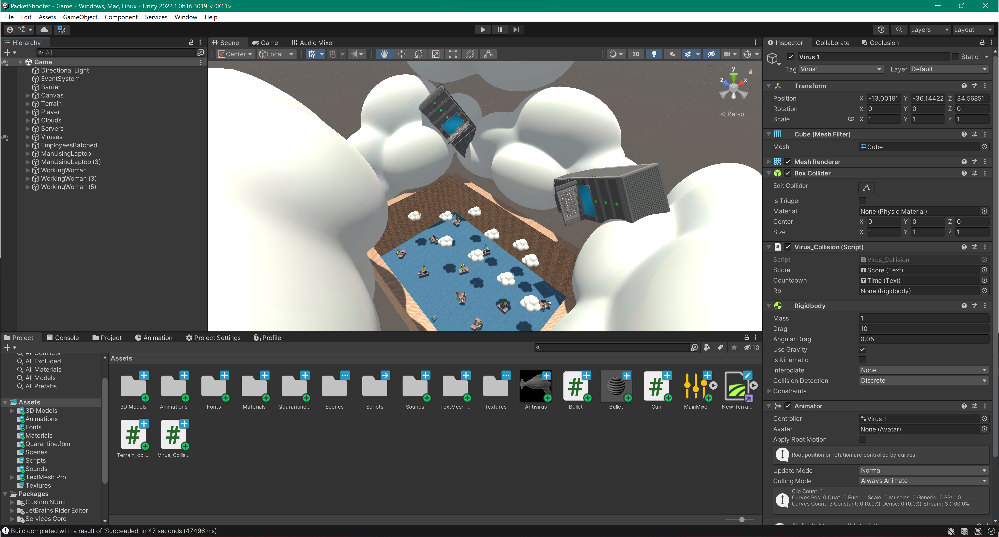 PacketShooter - Game - Windows, Mac, Linux - Unity 2022.1.0b16.3019 <DX11>
File Edit Assets GameObject Component Services Window Help
PŽ
Layers Layout
Hierarchy
All
Game
Directional Light
EventSystem
Barrier
Canvas
Terrain
Player
Clouds
Servers
Viruses
EmployeesBatched
ManUsingLaptop
ManUsingLaptop (3)
WorkingWoman
WorkingWoman (3)
WorkingWoman (5)
Scene Game Audio Mixer
Center Local 2D
y
z x
Persp
Inspector Collaborate Occlusion
Virus 1 Static
Tag Virus1 Layer Default
Transform
Position X -13.00191 Y -36.14422 Z 34.56851
Rotation X 0 Y 0 Z 0
Scale X 1 Y 1 Z 1
Cube (Mesh Filter)
Mesh Cube
Mesh Renderer
Box Collider
Edit Collider
Is Trigger
Material None (Physic Material)
Center X 0 Y 0 Z 0
Size X 1 Y 1 Z 1
Virus_Collision (Script)
Script Virus_Collision
Score Score (Text)
Countdown Time (Text)
Rb None (Rigidbody)
Rigidbody
Mass 1
Drag 10
Angular Drag 0.05
Use Gravity
Is Kinematic
Interpolate None
Collision Detection Discrete
Constraints
Animator
Controller Virus 1
Avatar None (Avatar)
Apply Root Motion
Root position or rotation are controlled by curves
Update Mode Normal
Culling Mode Always Animate
Clip Count: 1
Curves Pos: 0 Quat: 0 Euler: 1 Scale: 0 Muscles: 0 Generic: 0 PPtr: 0
Curves Count: 3 Constant: 0 (0.0%) Dense: 0 (0.0%) Stream: 3 (100.0%)
Default-Material (Material)
Project Console Project Animation Project Settings Profiler
10
All Conflicts
All Excluded
All Materials
All Models
All Prefabs
Assets
3D Models
Animations
Fonts
Materials
Quarantine.fbm
Scenes
Scripts
Sounds
TextMesh Pro
Textures
Packages
Custom NUnit
JetBrains Rider Editor
Services Core
Assets
3D Models Animations Fonts Materials Quarantine... Scenes Scripts Sounds TextMesh ... Textures Antivirus Bullet Bullet Gun MainMixer New Terra...
Terrain_coll... Virus_Collis...
Build completed with a result of 'Succeeded' in 47 seconds (47496 ms)